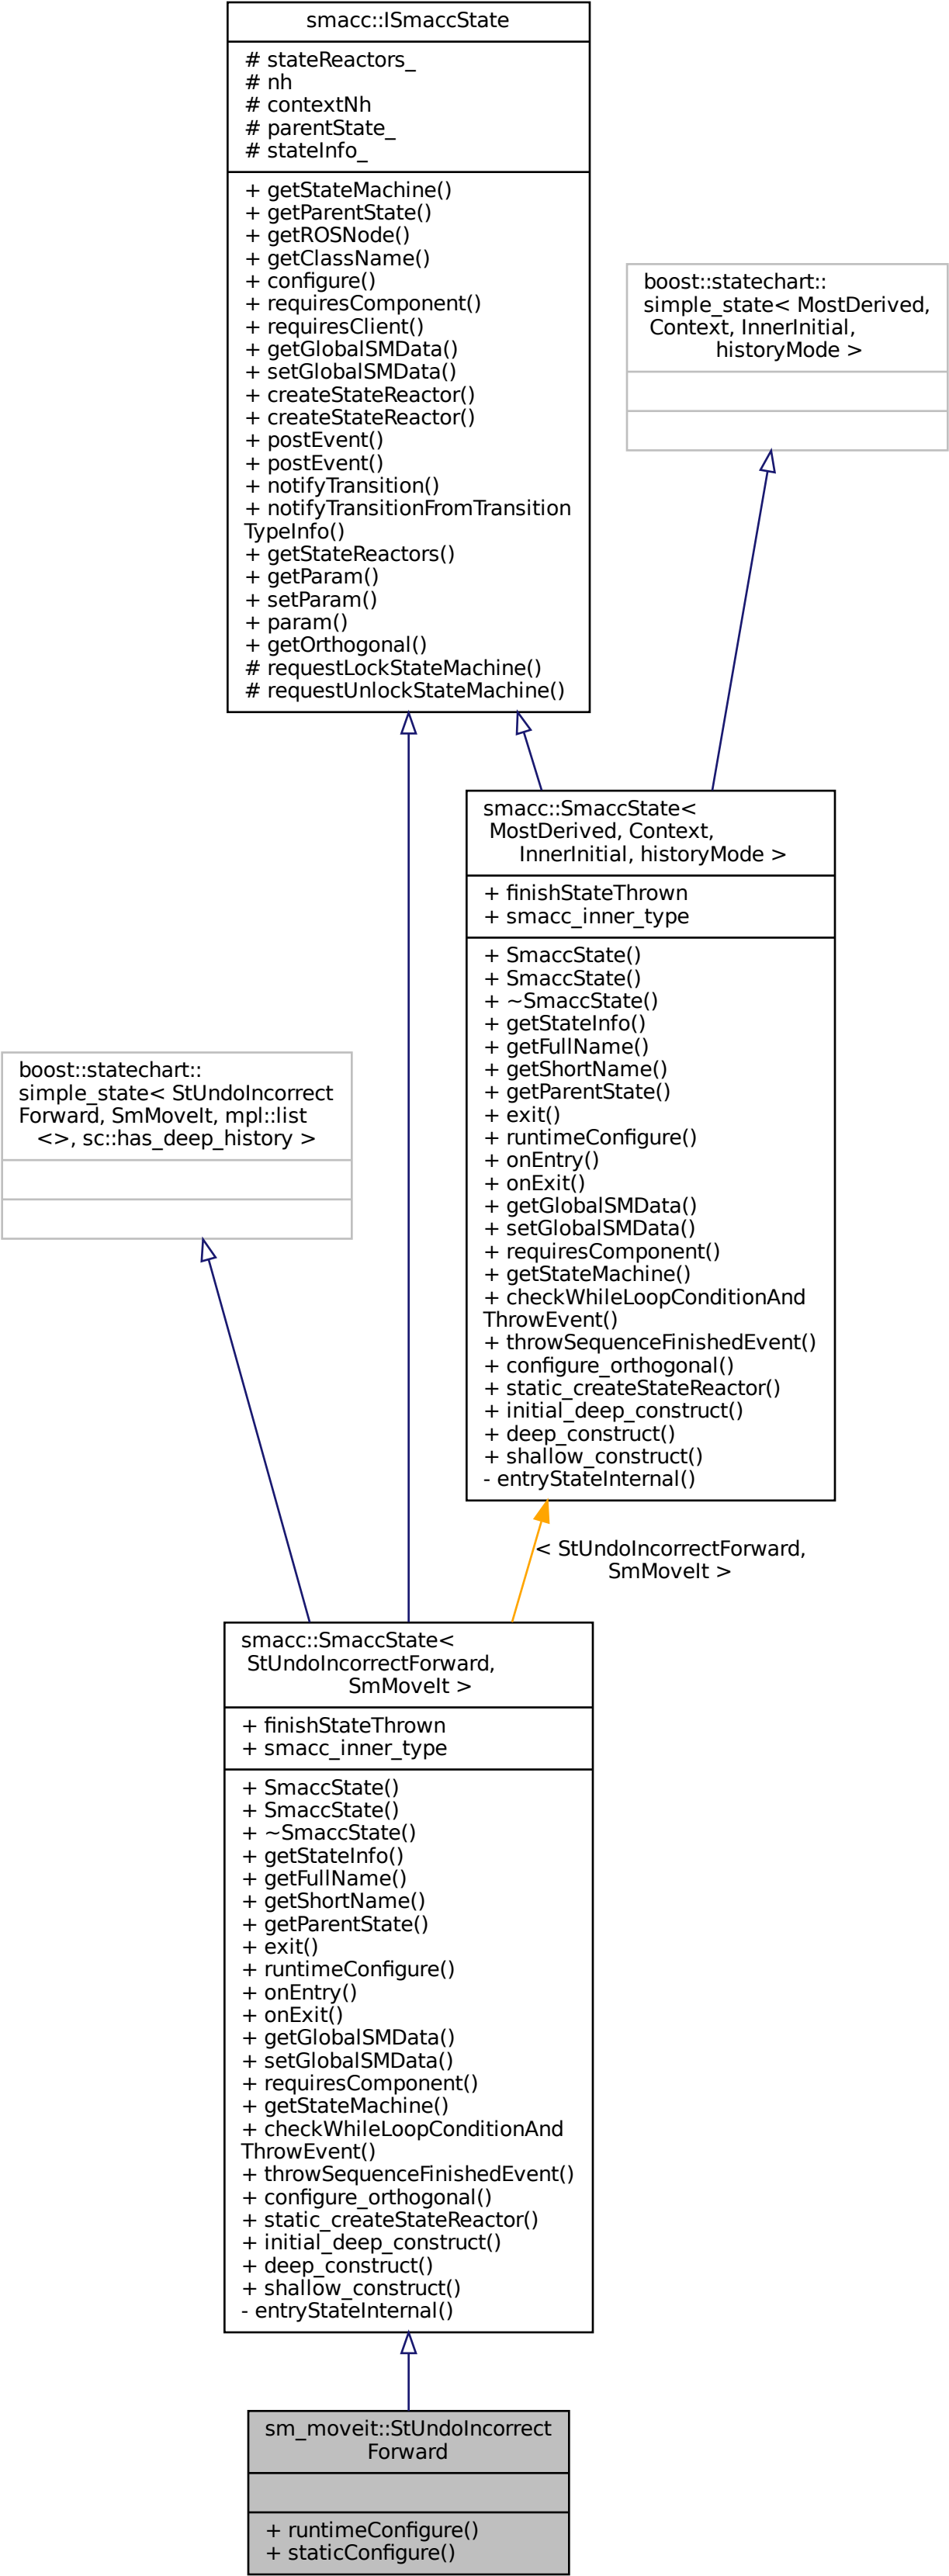 smacc::ISmaccState
# stateReactors_
# nh
# contextNh
# parentState_
# stateInfo_
+ getStateMachine()
+ getParentState()
+ getROSNode()
+ getClassName()
+ configure()
+ requiresComponent()
+ requiresClient()
+ getGlobalSMData()
+ setGlobalSMData()
+ createStateReactor()
+ createStateReactor()
+ postEvent()
+ postEvent()
+ notifyTransition()
+ notifyTransitionFromTransition
TypeInfo()
+ getStateReactors()
+ getParam()
+ setParam()
+ param()
+ getOrthogonal()
# requestLockStateMachine()
# requestUnlockStateMachine()
boost::statechart::
simple_state< MostDerived,
Context, InnerInitial,
historyMode >
smacc::SmaccState<
MostDerived, Context,
InnerInitial, historyMode >
+ finishStateThrown
+ smacc_inner_type
+ SmaccState()
+ SmaccState()
+ ~SmaccState()
+ getStateInfo()
+ getFullName()
+ getShortName()
+ getParentState()
+ exit()
+ runtimeConfigure()
+ onEntry()
+ onExit()
+ getGlobalSMData()
+ setGlobalSMData()
+ requiresComponent()
+ getStateMachine()
+ checkWhileLoopConditionAnd
ThrowEvent()
+ throwSequenceFinishedEvent()
+ configure_orthogonal()
+ static_createStateReactor()
+ initial_deep_construct()
+ deep_construct()
+ shallow_construct()
- entryStateInternal()
boost::statechart::
simple_state< StUndoIncorrect
Forward, SmMoveIt, mpl::list
<>, sc::has_deep_history >
< StUndoIncorrectForward,
SmMoveIt >
smacc::SmaccState<
StUndoIncorrectForward,
SmMoveIt >
+ finishStateThrown
+ smacc_inner_type
+ SmaccState()
+ SmaccState()
+ ~SmaccState()
+ getStateInfo()
+ getFullName()
+ getShortName()
+ getParentState()
+ exit()
+ runtimeConfigure()
+ onEntry()
+ onExit()
+ getGlobalSMData()
+ setGlobalSMData()
+ requiresComponent()
+ getStateMachine()
+ checkWhileLoopConditionAnd
ThrowEvent()
+ throwSequenceFinishedEvent()
+ configure_orthogonal()
+ static_createStateReactor()
+ initial_deep_construct()
+ deep_construct()
+ shallow_construct()
- entryStateInternal()
sm_moveit::StUndoIncorrect
Forward
+ runtimeConfigure()
+ staticConfigure()